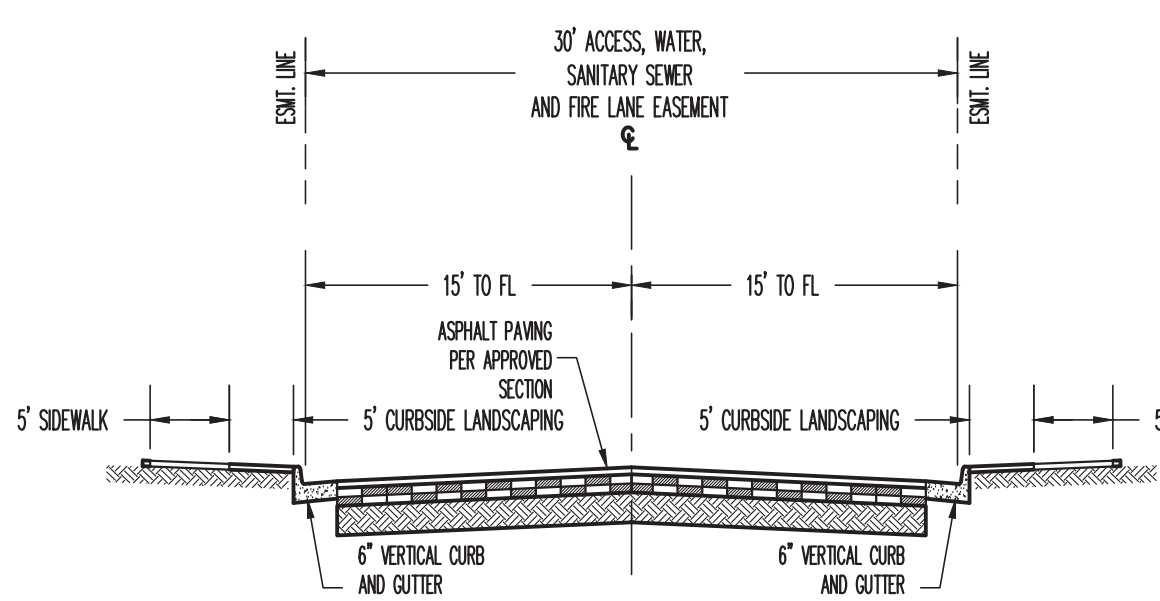 30' ACCESS, WATER,
SANITARY SEWER
AND FIRE LANE EASEMENT
℄
ESMT. LINE
ESMT. LINE
15' TO FL
15' TO FL
ASPHALT PAVING
PER APPROVED
SECTION
5' SIDEWALK
5' CURBSIDE LANDSCAPING
5' CURBSIDE LANDSCAPING
5
6" VERTICAL CURB
AND GUTTER
6" VERTICAL CURB
AND GUTTER